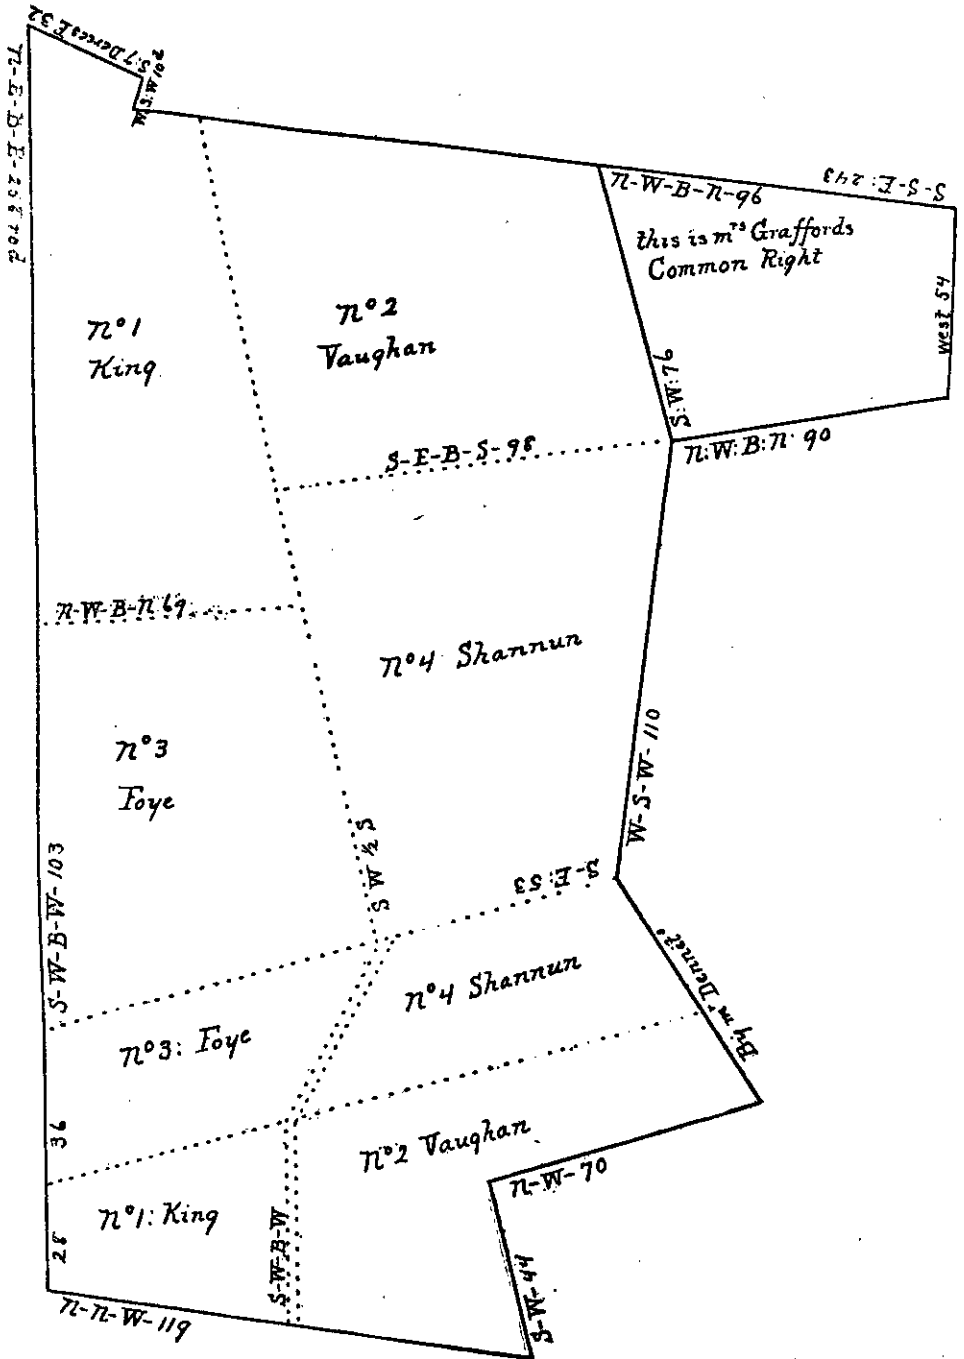 S:7 Degrees E 32
W.S:W 10 d
N-E-B-E-258 rod
S-S-E: 243
N-W-B-N-96
this is mrs Graffords
Common Right
west 54
No 1
King
No 2
Vaughan
S:W:76
N:W:B:N· 90
S-E-B-S-98
N-W-B-N 69
No 4 Shannun
No 3
Foye
W-S-W-110
S W ½ S
S-E: 53
S-W-B-W-103
By mr Dennits
No 4 Shannun
No 3: Foye
36
No 2 Vaughan
N-W-70
No 1: King
S-W-B-W
28
S-W-44
N-N-W-119